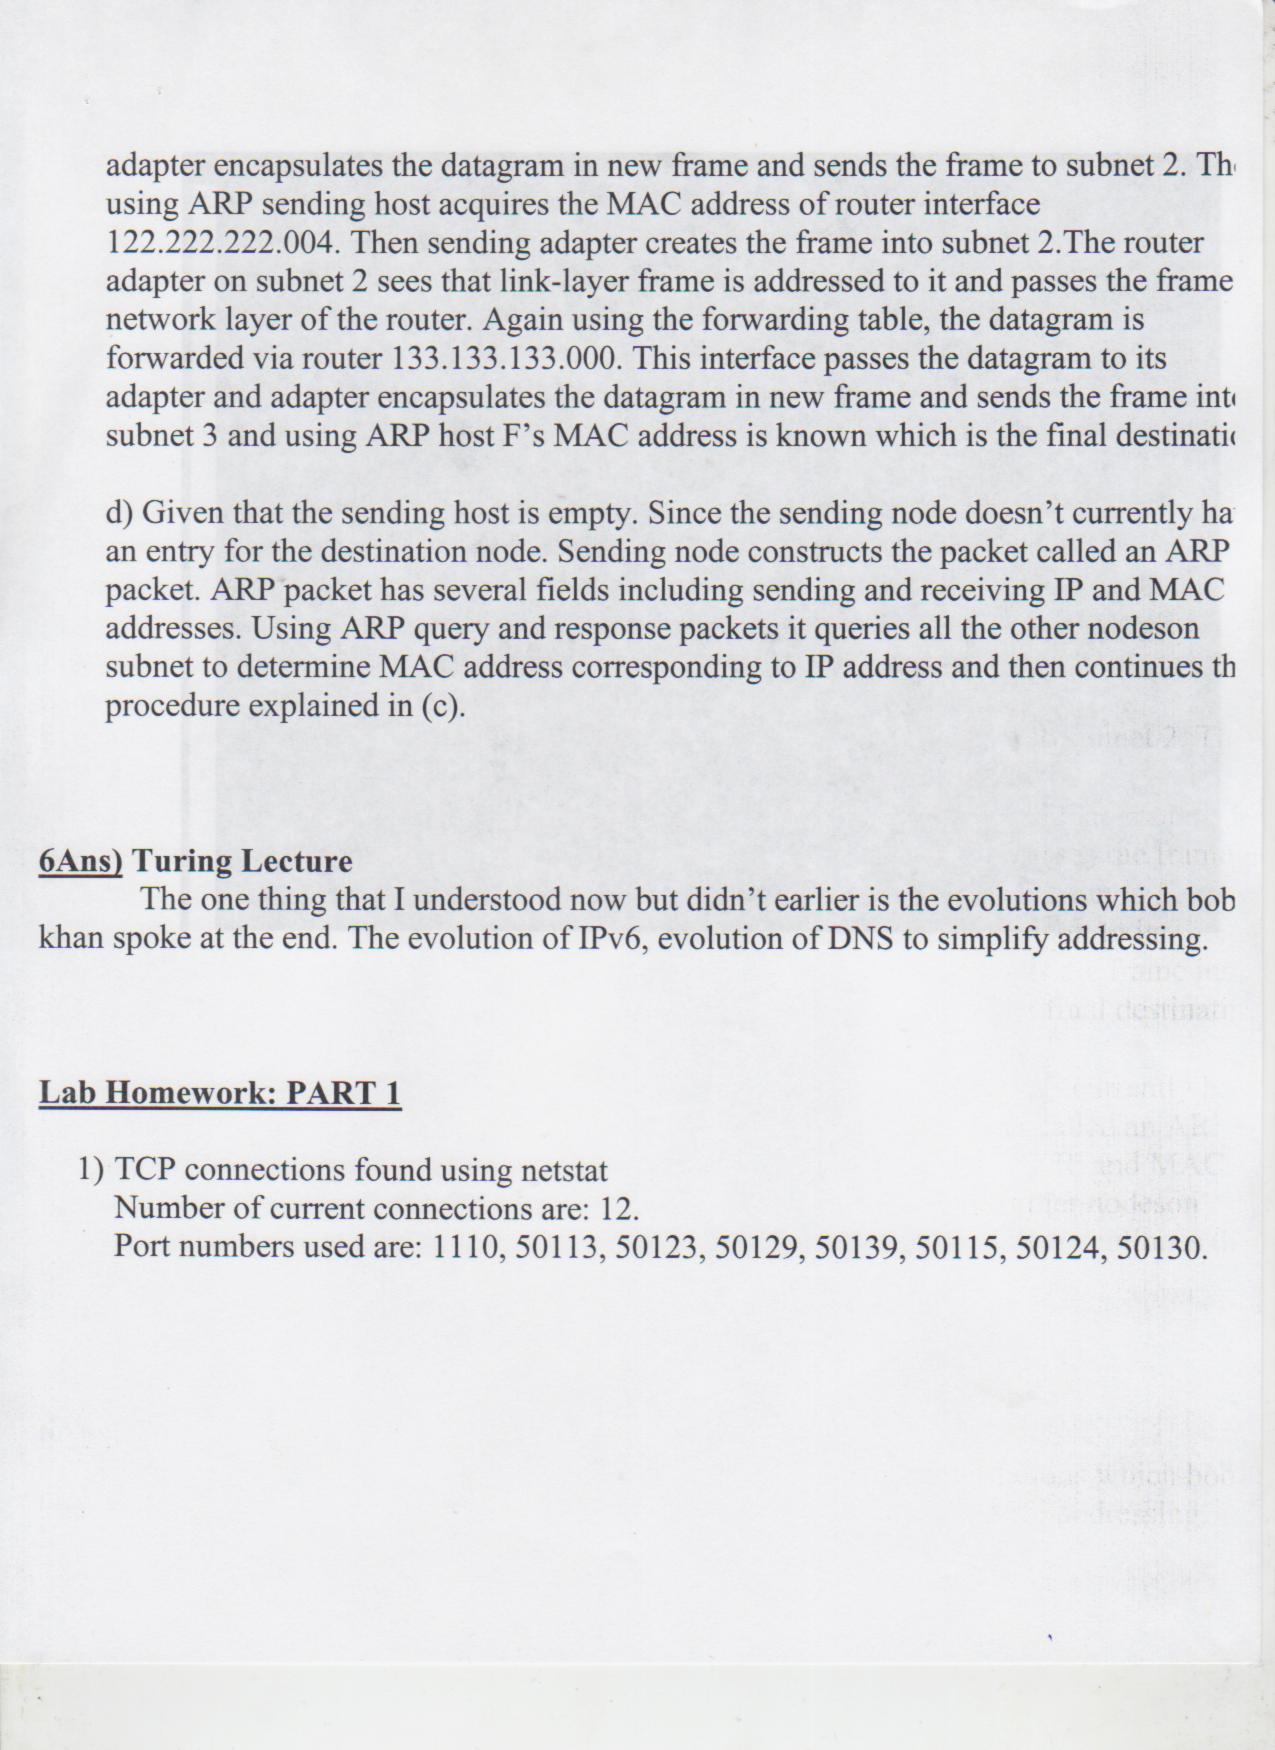 adapter encapsulates the datagram in new frame and sends the frame to subnet 2.
using ARP sending host acquires the MAC address of router interface
122.222.222.004. Then sending adapter creates the frame into subnet 2.The router
adapter on subnet 2 sees that link-layer frame is addressed to it and passes the frame
network layer of the router. Again using the forwarding table, the datagram is
forwarded via router 133.133.133.000. This interface passes the datagram to its
adapter and adapter encapsulates the datagram in new frame and sends the frame
subnet 3 and using ARP host F’s MAC address is known which is the final
d) Given that the sending host is empty. Since the sending node doesn’t currently ha
an entry for the destination node. Sending node constructs the packet called an ARP
packet. ARP packet has several fields including sending and receiving IP and MAC
addresses. Using ARP query and response packets it queries all the other nodeson
subnet to determine MAC address corresponding to IP address and then continues th
procedure explained in (c).
6Ans) Turing Lecture
The one thing that I understood now but didn’t earlier is the evolutions which bob
khan spoke at the end. The evolution of IPv6, evolution of DNS to simplify addressing.
Lab Homework: PART 1
1) TCP connections found using netstat
Number of current connections are: 12.
Port numbers used are: 1110, 50113, 50123, 50129, 50139, 50115, 50124, 50130.